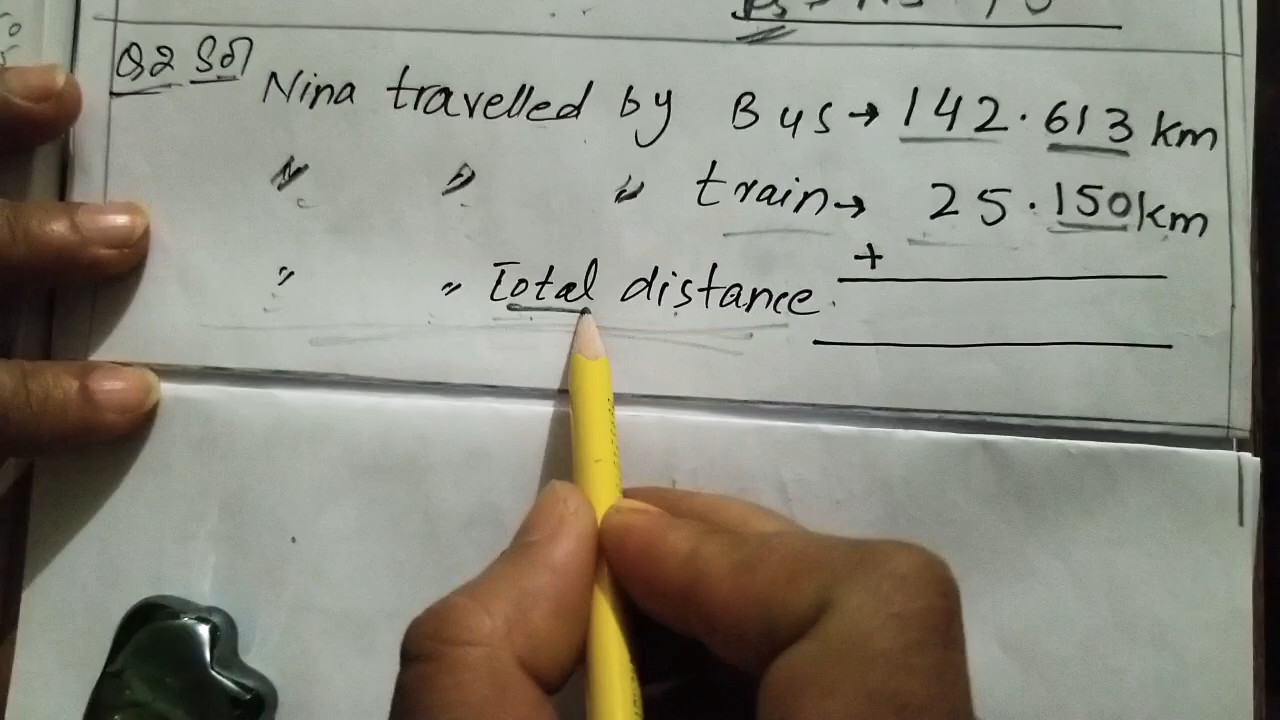 Q2 Sol
Nina travelled by Bus → 142.613 km
" " " train → 25.150 km
+
" " Total distance